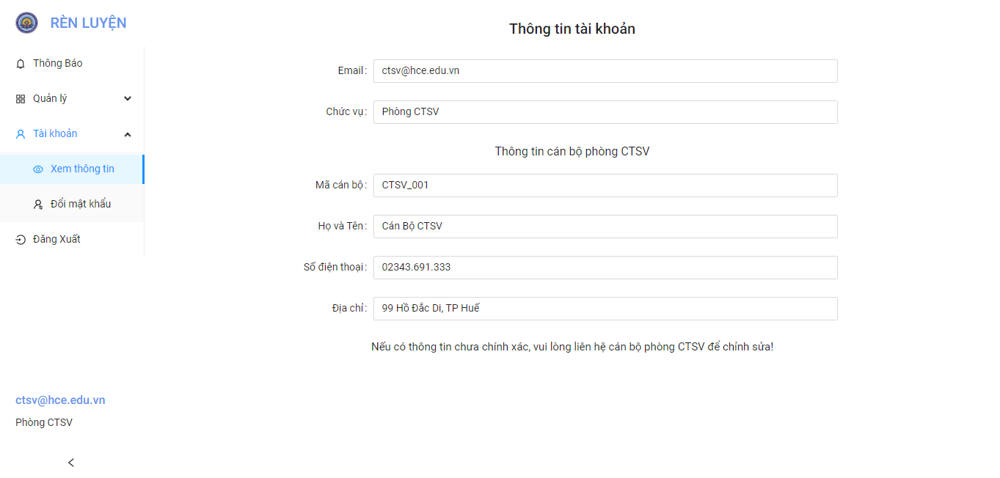 RÈN LUYỆN
Thông Báo
Quản lý
Tài khoản
Xem thông tin
Đổi mật khẩu
Đăng Xuất
ctsv@hce.edu.vn
Phòng CTSV
Thông tin tài khoản
Email: ctsv@hce.edu.vn
Chức vụ: Phòng CTSV
Thông tin cán bộ phòng CTSV
Mã cán bộ: CTSV_001
Họ và Tên: Cán Bộ CTSV
Số điện thoại: 02343.691.333
Địa chỉ: 99 Hồ Đắc Di, TP Huế
Nếu có thông tin chưa chính xác, vui lòng liên hệ cán bộ phòng CTSV để chỉnh sửa!